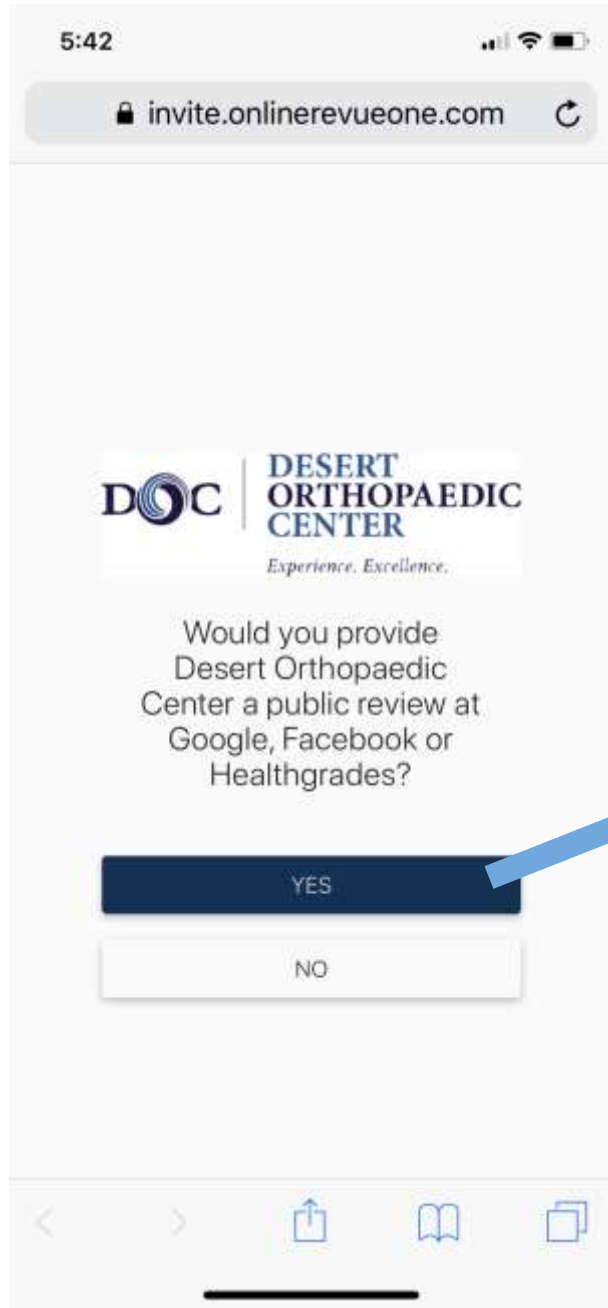 5:42
invite.onlinerevueone.com
DOC
DESERT
ORTHOPAEDIC
CENTER
Experience. Excellence.
Would you provide
Desert Orthopaedic
Center a public review at
Google, Facebook or
Healthgrades?
YES
NO